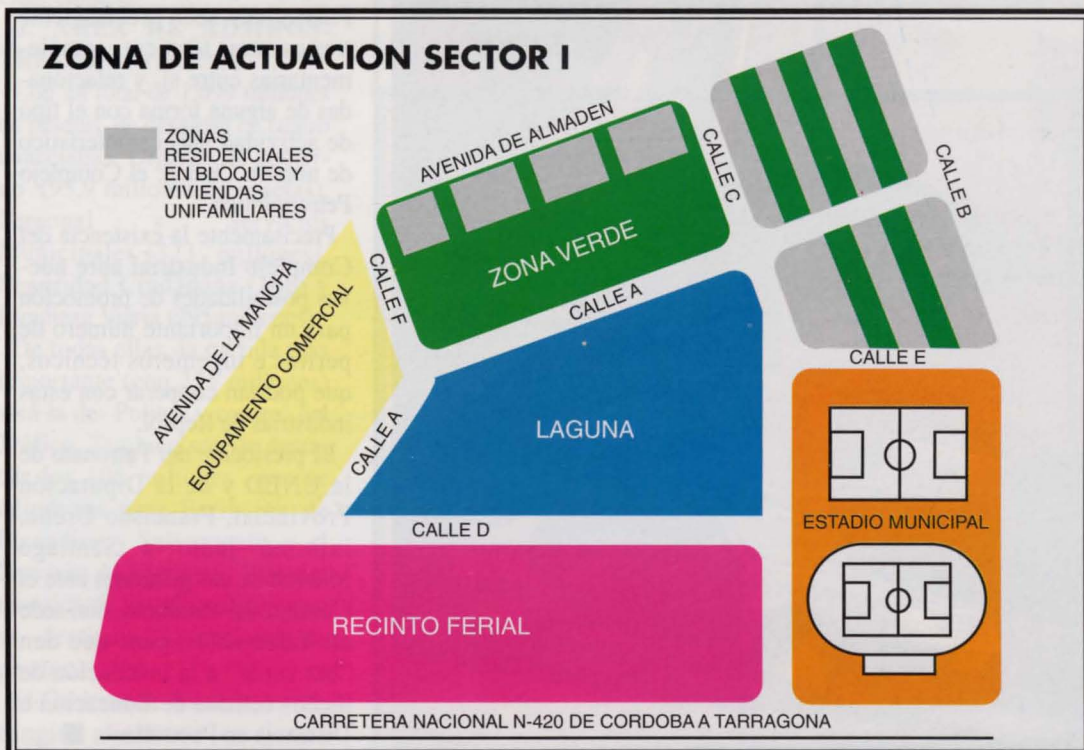 ZONA DE ACTUACION SECTOR I
ZONAS
RESIDENCIALES
EN BLOQUES Y
VIVIENDAS
UNIFAMILIARES
AVENIDA DE ALMADEN
CALLE C
CALLE B
ZONA VERDE
CALLE F
CALLE A
AVENIDA DE LA MANCHA
EQUIPAMIENTO COMERCIAL
CALLE E
CALLE A
LAGUNA
ESTADIO MUNICIPAL
CALLE D
RECINTO FERIAL
CARRETERA NACIONAL N-420 DE CORDOBA A TARRAGONA